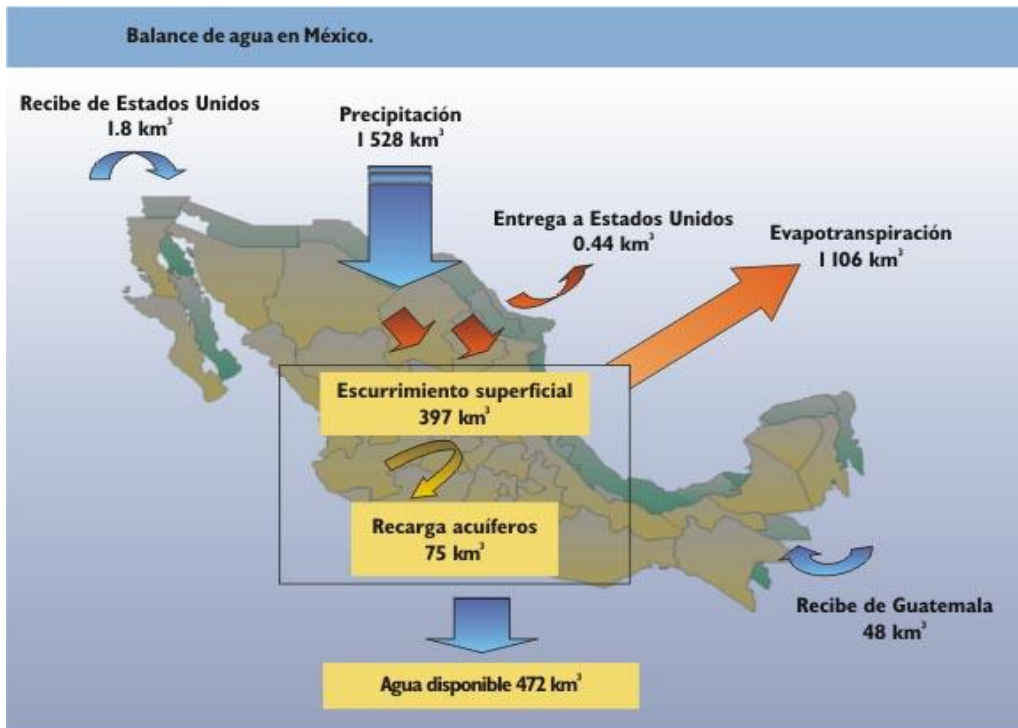 Balance de agua en México.
Recibe de Estados Unidos
1.8 km³
Precipitación
1 528 km³
Entrega a Estados Unidos
0.44 km³
Evapotranspiración
1 106 km³
Escurrimiento superficial
397 km³
Recarga acuíferos
75 km³
Recibe de Guatemala
48 km³
Agua disponible 472 km³